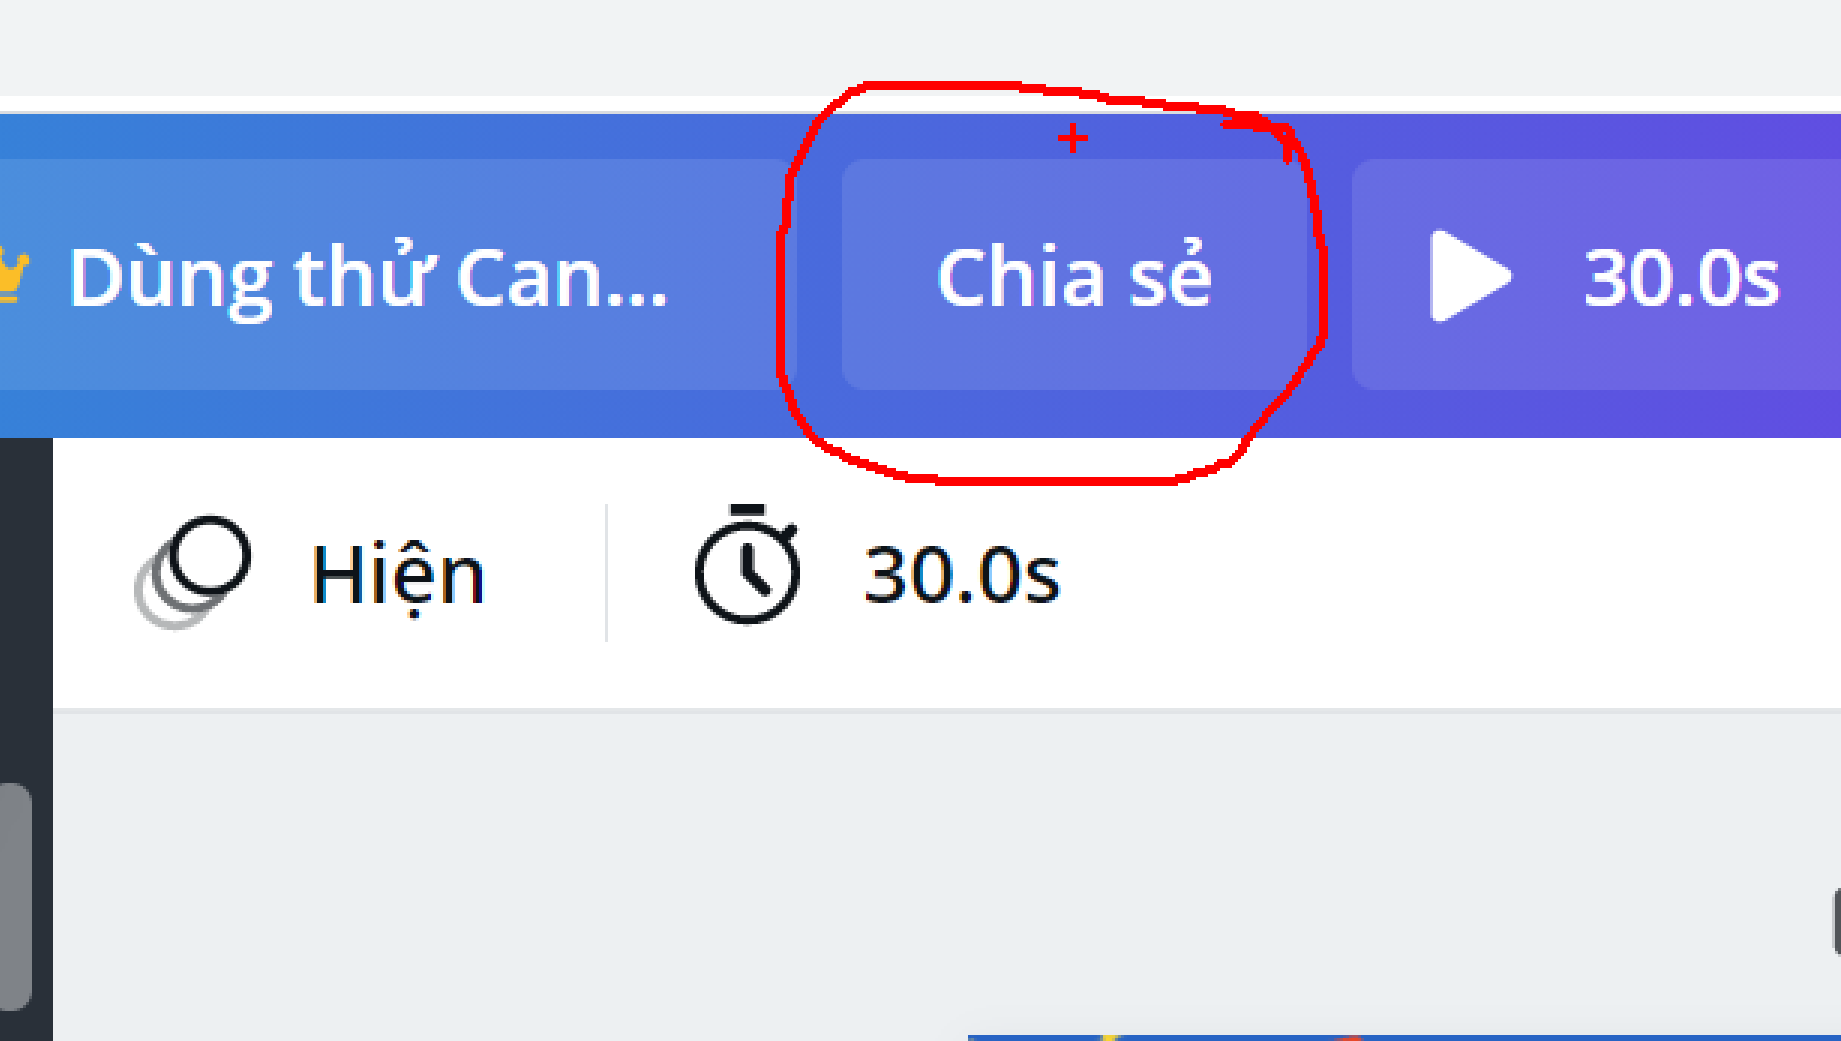 Dùng thử Can... Chia sẻ 30.0s
Hiện 30.0s